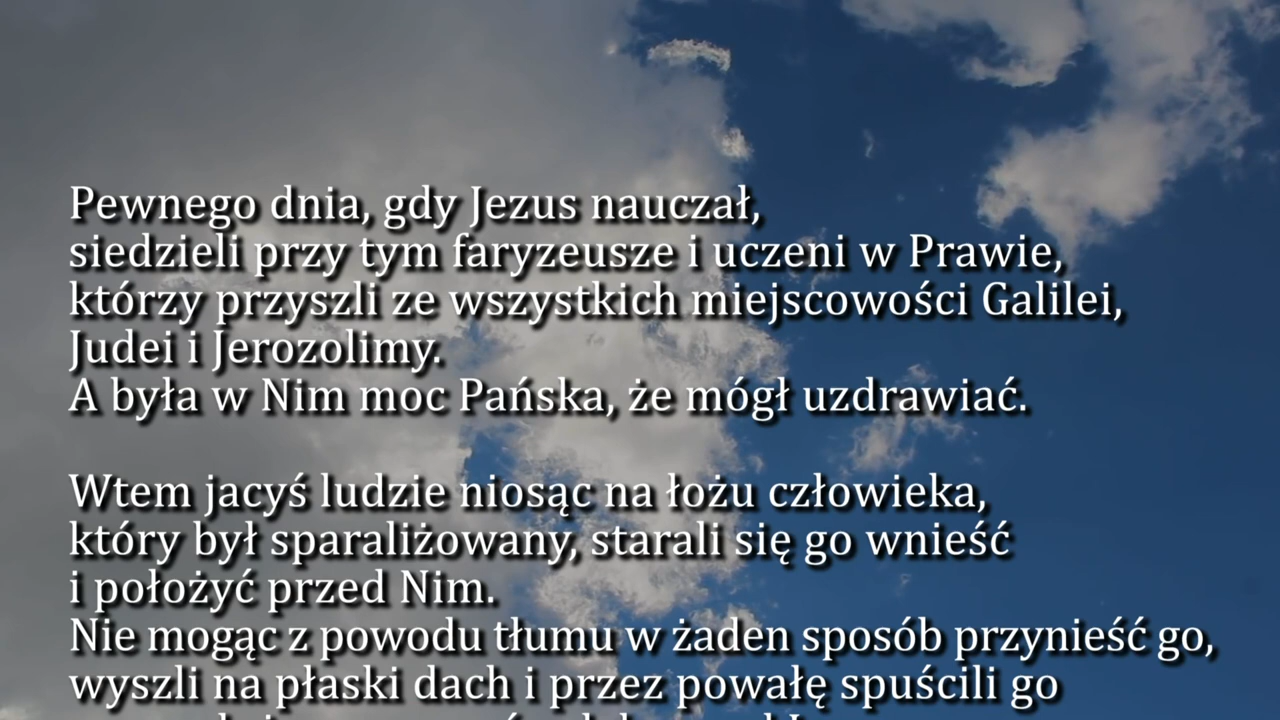 Pewnego dnia, gdy Jezus nauczał,
siedzieli przy tym faryzeusze i uczeni w Prawie,
którzy przyszli ze wszystkich miejscowości Galilei,
Judei i Jerozolimy.
A była w Nim moc Pańska, że mógł uzdrawiać.
Wtem jacyś ludzie niosąc na łożu człowieka,
który był sparaliżowany, starali się go wnieść
i położyć przed Nim.
Nie mogąc z powodu tłumu w żaden sposób przynieść go,
wyszli na płaski dach i przez powałę spuścili go